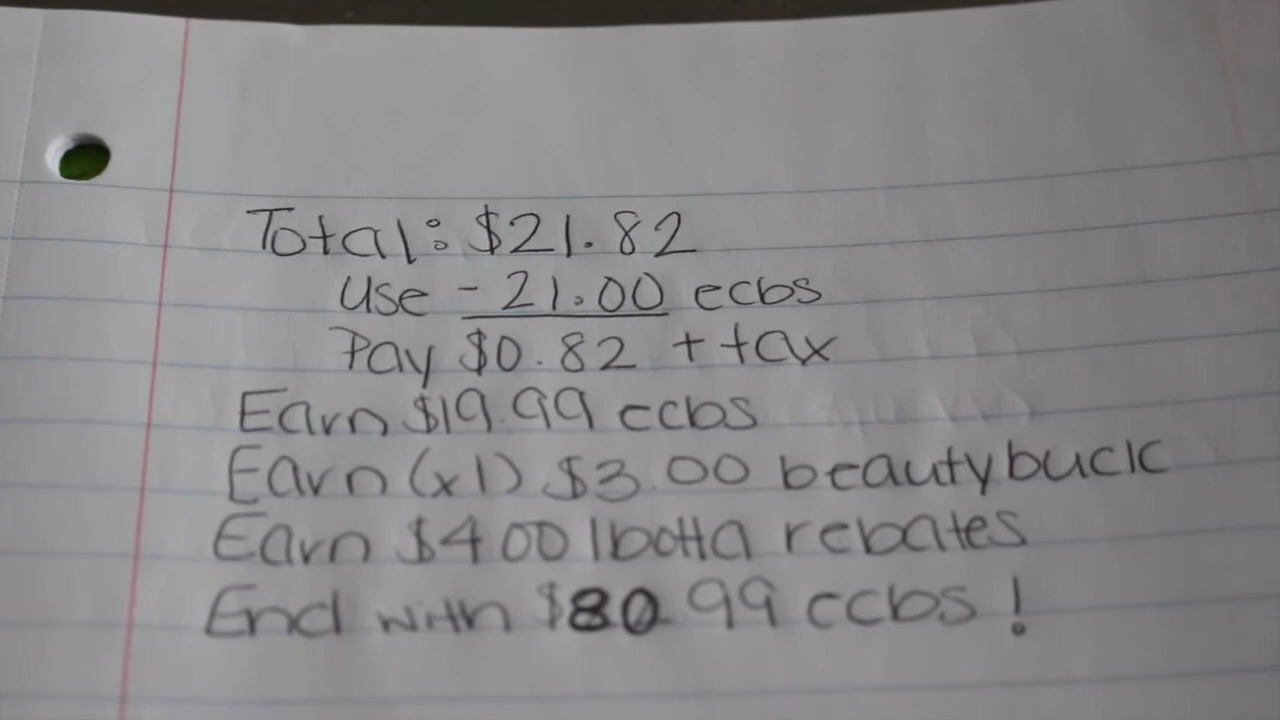 Total: $21.82
Use - 21.00 ecbs
Pay $0.82 + tax
Earn $19.99 ecbs
Earn (x1) $3.00 beautybuck
Earn $4.00 Ibotta rebates
End with $80.99 ecbs!